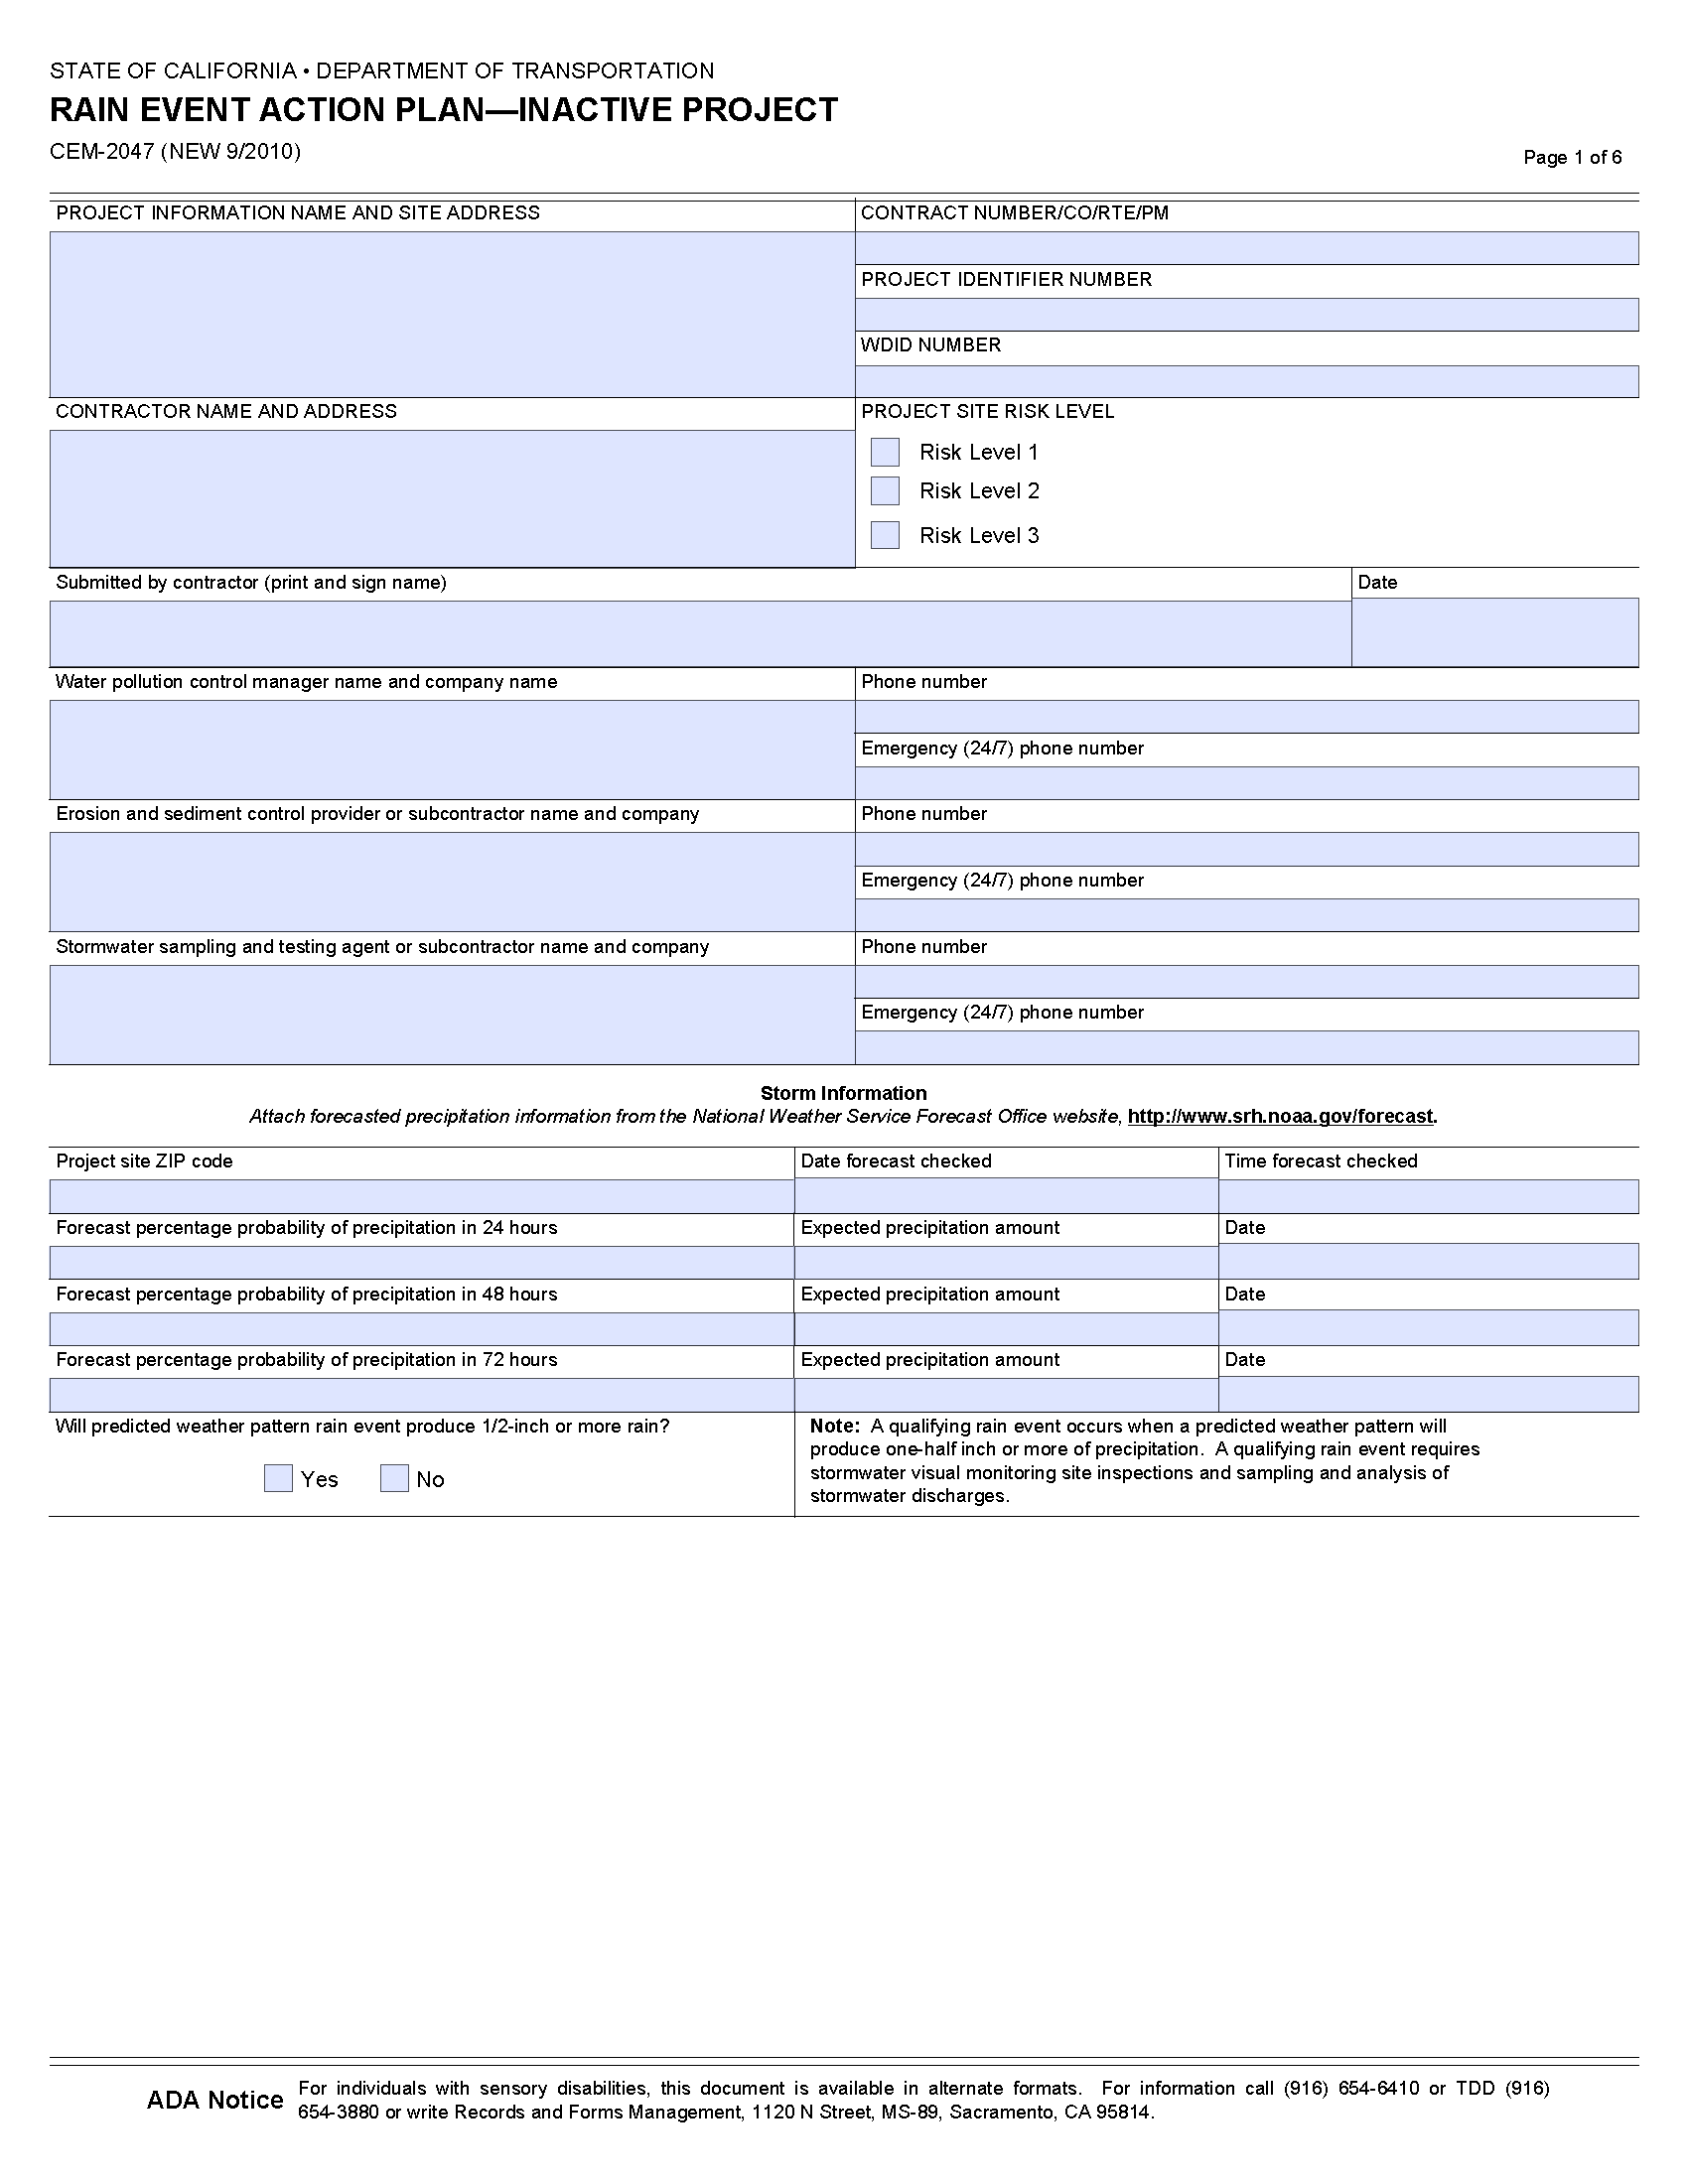 STATE OF CALIFORNIA • DEPARTMENT OF TRANSPORTATION
RAIN EVENT ACTION PLAN—INACTIVE PROJECT
CEM-2047 (NEW 9/2010)
Page 1 of 6
PROJECT INFORMATION NAME AND SITE ADDRESS
CONTRACT NUMBER/CO/RTE/PM
PROJECT IDENTIFIER NUMBER
WDID NUMBER
CONTRACTOR NAME AND ADDRESS
PROJECT SITE RISK LEVEL
Risk Level 1
Risk Level 2
Risk Level 3
Submitted by contractor (print and sign name)
Date
Water pollution control manager name and company name
Phone number
Emergency (24/7) phone number
Erosion and sediment control provider or subcontractor name and company
Phone number
Emergency (24/7) phone number
Stormwater sampling and testing agent or subcontractor name and company
Phone number
Emergency (24/7) phone number
Storm Information
Attach forecasted precipitation information from the National Weather Service Forecast Office website, http://www.srh.noaa.gov/forecast.
Project site ZIP code
Date forecast checked
Time forecast checked
Forecast percentage probability of precipitation in 24 hours
Expected precipitation amount
Date
Forecast percentage probability of precipitation in 48 hours
Expected precipitation amount
Date
Forecast percentage probability of precipitation in 72 hours
Expected precipitation amount
Date
Will predicted weather pattern rain event produce 1/2-inch or more rain?
Yes
No
Note: A qualifying rain event occurs when a predicted weather pattern will
produce one-half inch or more of precipitation. A qualifying rain event requires
stormwater visual monitoring site inspections and sampling and analysis of
stormwater discharges.
ADA Notice
For individuals with sensory disabilities, this document is available in alternate formats. For information call (916) 654-6410 or TDD (916)
654-3880 or write Records and Forms Management, 1120 N Street, MS-89, Sacramento, CA 95814.